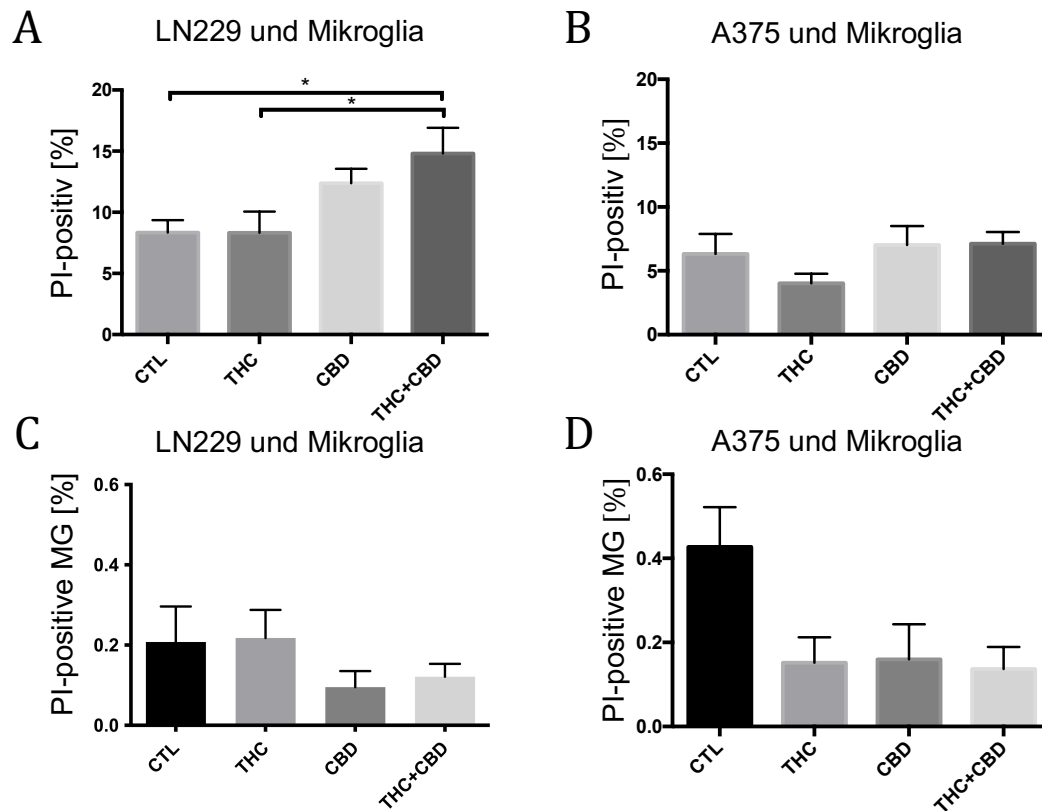 A
LN229 und Mikroglia
*
*
20
15
10
5
0
PI-positiv [%]
CTL
THC
CBD
THC+CBD
B
A375 und Mikroglia
20
15
10
5
0
PI-positiv [%]
CTL
THC
CBD
THC+CBD
C
LN229 und Mikroglia
0.6
0.4
0.2
0.0
PI-positive MG [%]
CTL
THC
CBD
THC+CBD
D
A375 und Mikroglia
0.6
0.4
0.2
0.0
PI-positive MG [%]
CTL
THC
CBD
THC+CBD